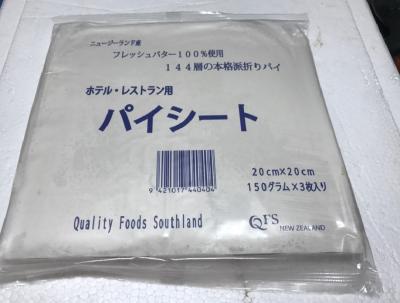 ニュージーランド産
フレッシュバター100%使用
144層の本格派折りパイ
ホテル・レストラン用
パイシート
20cm×20cm
150グラム×3枚入り
9 421017 440404
Quality Foods Southland
QFS
NEW ZEALAND